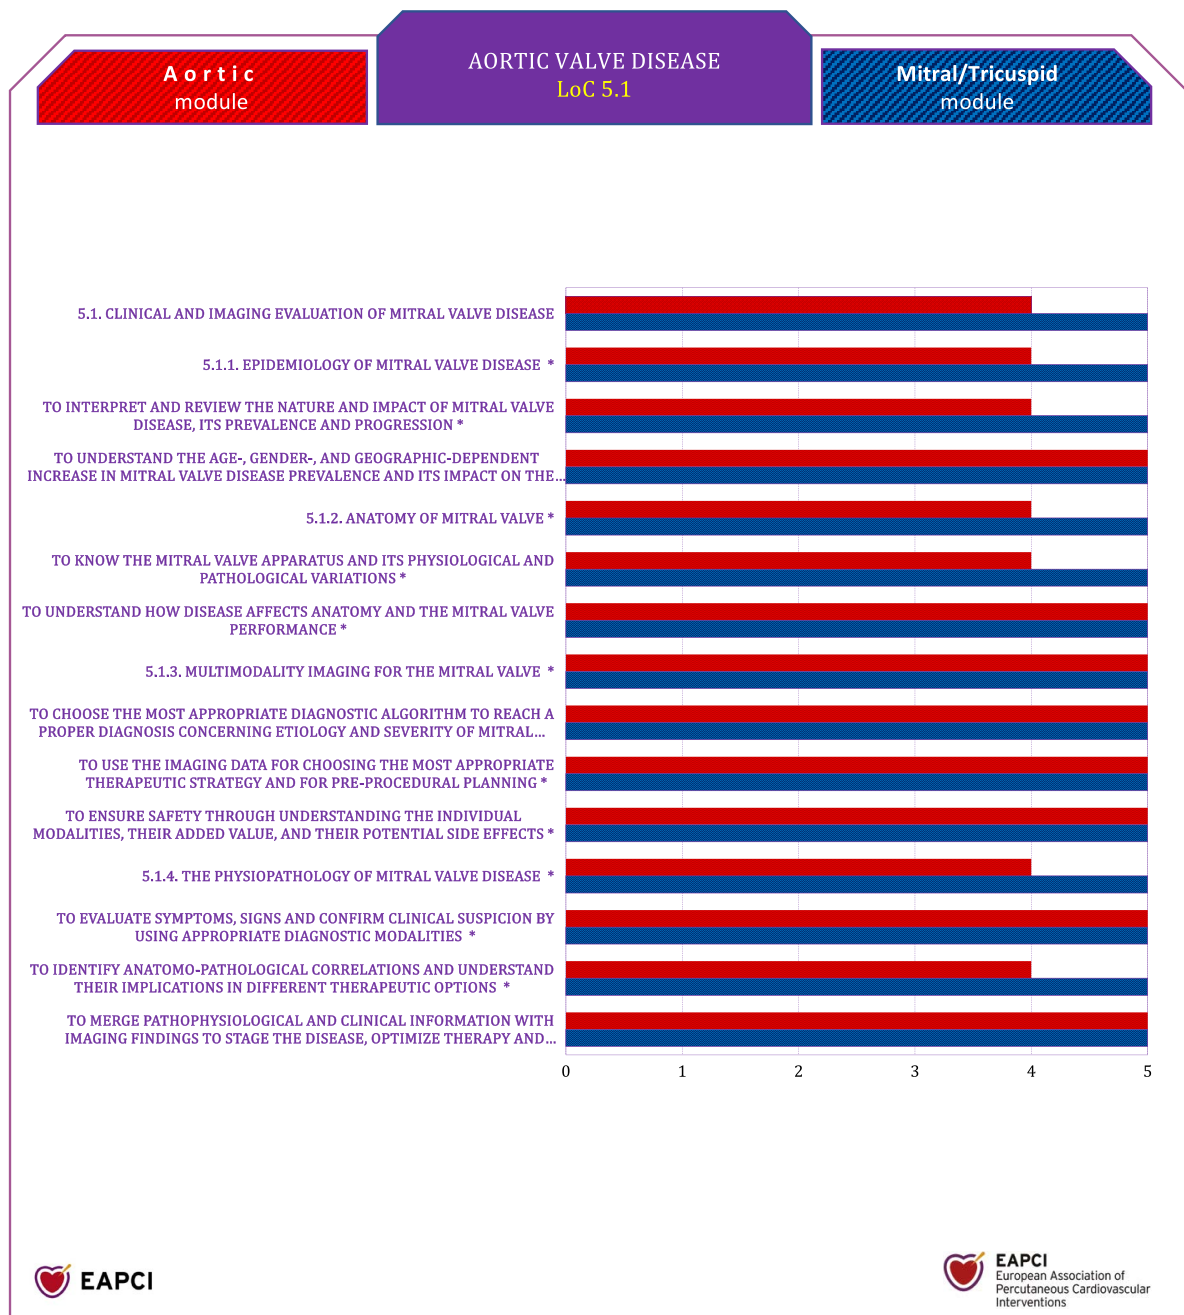 A o r t i c
module
AORTIC VALVE DISEASE
LoC 5.1
Mitral/Tricuspid
module
5.1. CLINICAL AND IMAGING EVALUATION OF MITRAL VALVE DISEASE
5.1.1. EPIDEMIOLOGY OF MITRAL VALVE DISEASE *
TO INTERPRET AND REVIEW THE NATURE AND IMPACT OF MITRAL VALVE
DISEASE, ITS PREVALENCE AND PROGRESSION *
TO UNDERSTAND THE AGE-, GENDER-, AND GEOGRAPHIC-DEPENDENT
INCREASE IN MITRAL VALVE DISEASE PREVALENCE AND ITS IMPACT ON THE…
5.1.2. ANATOMY OF MITRAL VALVE *
TO KNOW THE MITRAL VALVE APPARATUS AND ITS PHYSIOLOGICAL AND
PATHOLOGICAL VARIATIONS *
TO UNDERSTAND HOW DISEASE AFFECTS ANATOMY AND THE MITRAL VALVE
PERFORMANCE *
5.1.3. MULTIMODALITY IMAGING FOR THE MITRAL VALVE *
TO CHOOSE THE MOST APPROPRIATE DIAGNOSTIC ALGORITHM TO REACH A
PROPER DIAGNOSIS CONCERNING ETIOLOGY AND SEVERITY OF MITRAL…
TO USE THE IMAGING DATA FOR CHOOSING THE MOST APPROPRIATE
THERAPEUTIC STRATEGY AND FOR PRE-PROCEDURAL PLANNING *
TO ENSURE SAFETY THROUGH UNDERSTANDING THE INDIVIDUAL
MODALITIES, THEIR ADDED VALUE, AND THEIR POTENTIAL SIDE EFFECTS *
5.1.4. THE PHYSIOPATHOLOGY OF MITRAL VALVE DISEASE *
TO EVALUATE SYMPTOMS, SIGNS AND CONFIRM CLINICAL SUSPICION BY
USING APPROPRIATE DIAGNOSTIC MODALITIES *
TO IDENTIFY ANATOMO-PATHOLOGICAL CORRELATIONS AND UNDERSTAND
THEIR IMPLICATIONS IN DIFFERENT THERAPEUTIC OPTIONS *
TO MERGE PATHOPHYSIOLOGICAL AND CLINICAL INFORMATION WITH
IMAGING FINDINGS TO STAGE THE DISEASE, OPTIMIZE THERAPY AND…
0 1 2 3 4 5
EAPCI
EAPCI
European Association of
Percutaneous Cardiovascular
Interventions